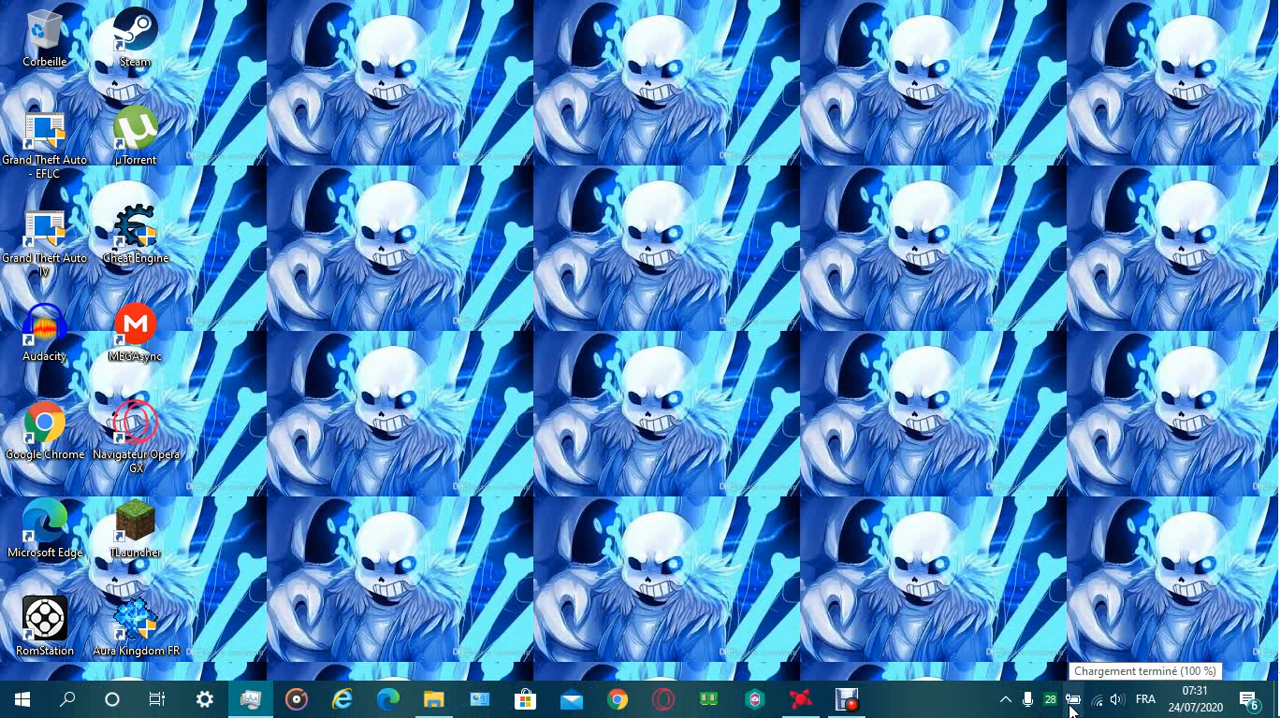 Corbeille
Steam
Grand Theft Auto
- EFLC
µTorrent
Grand Theft Auto
IV
Cheat Engine
Audacity
MEGAsync
Google Chrome
Navigateur Opera
GX
Microsoft Edge
TLauncher
RomStation
Aura Kingdom FR
Chargement terminé (100 %)
28
FRA
07:31
24/07/2020
6